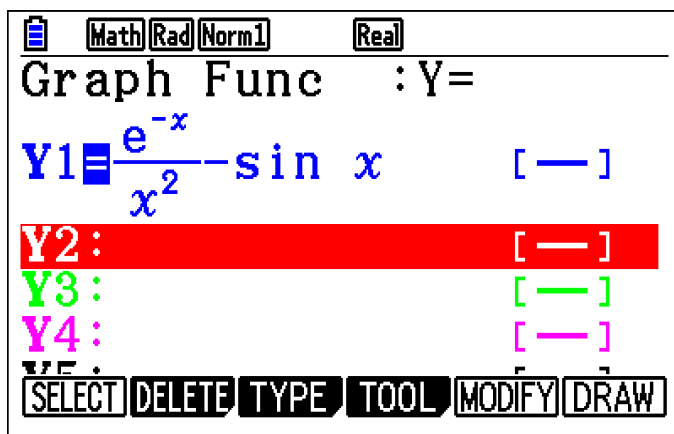 Math Rad Norm1 Real
Graph Func :Y=
Y1=e^-x/x^2-sin x [—]
Y2: [—]
Y3: [—]
Y4: [—]
SELECT DELETE TYPE TOOL MODIFY DRAW